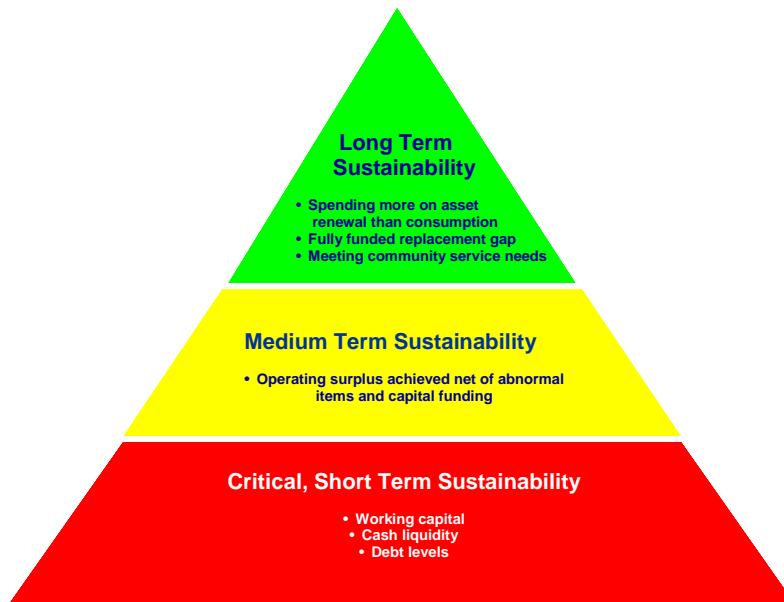 Long Term
Sustainability
• Spending more on asset
renewal than consumption
• Fully funded replacement gap
• Meeting community service needs
Medium Term Sustainability
• Operating surplus achieved net of abnormal
items and capital funding
Critical, Short Term Sustainability
• Working capital
• Cash liquidity
• Debt levels